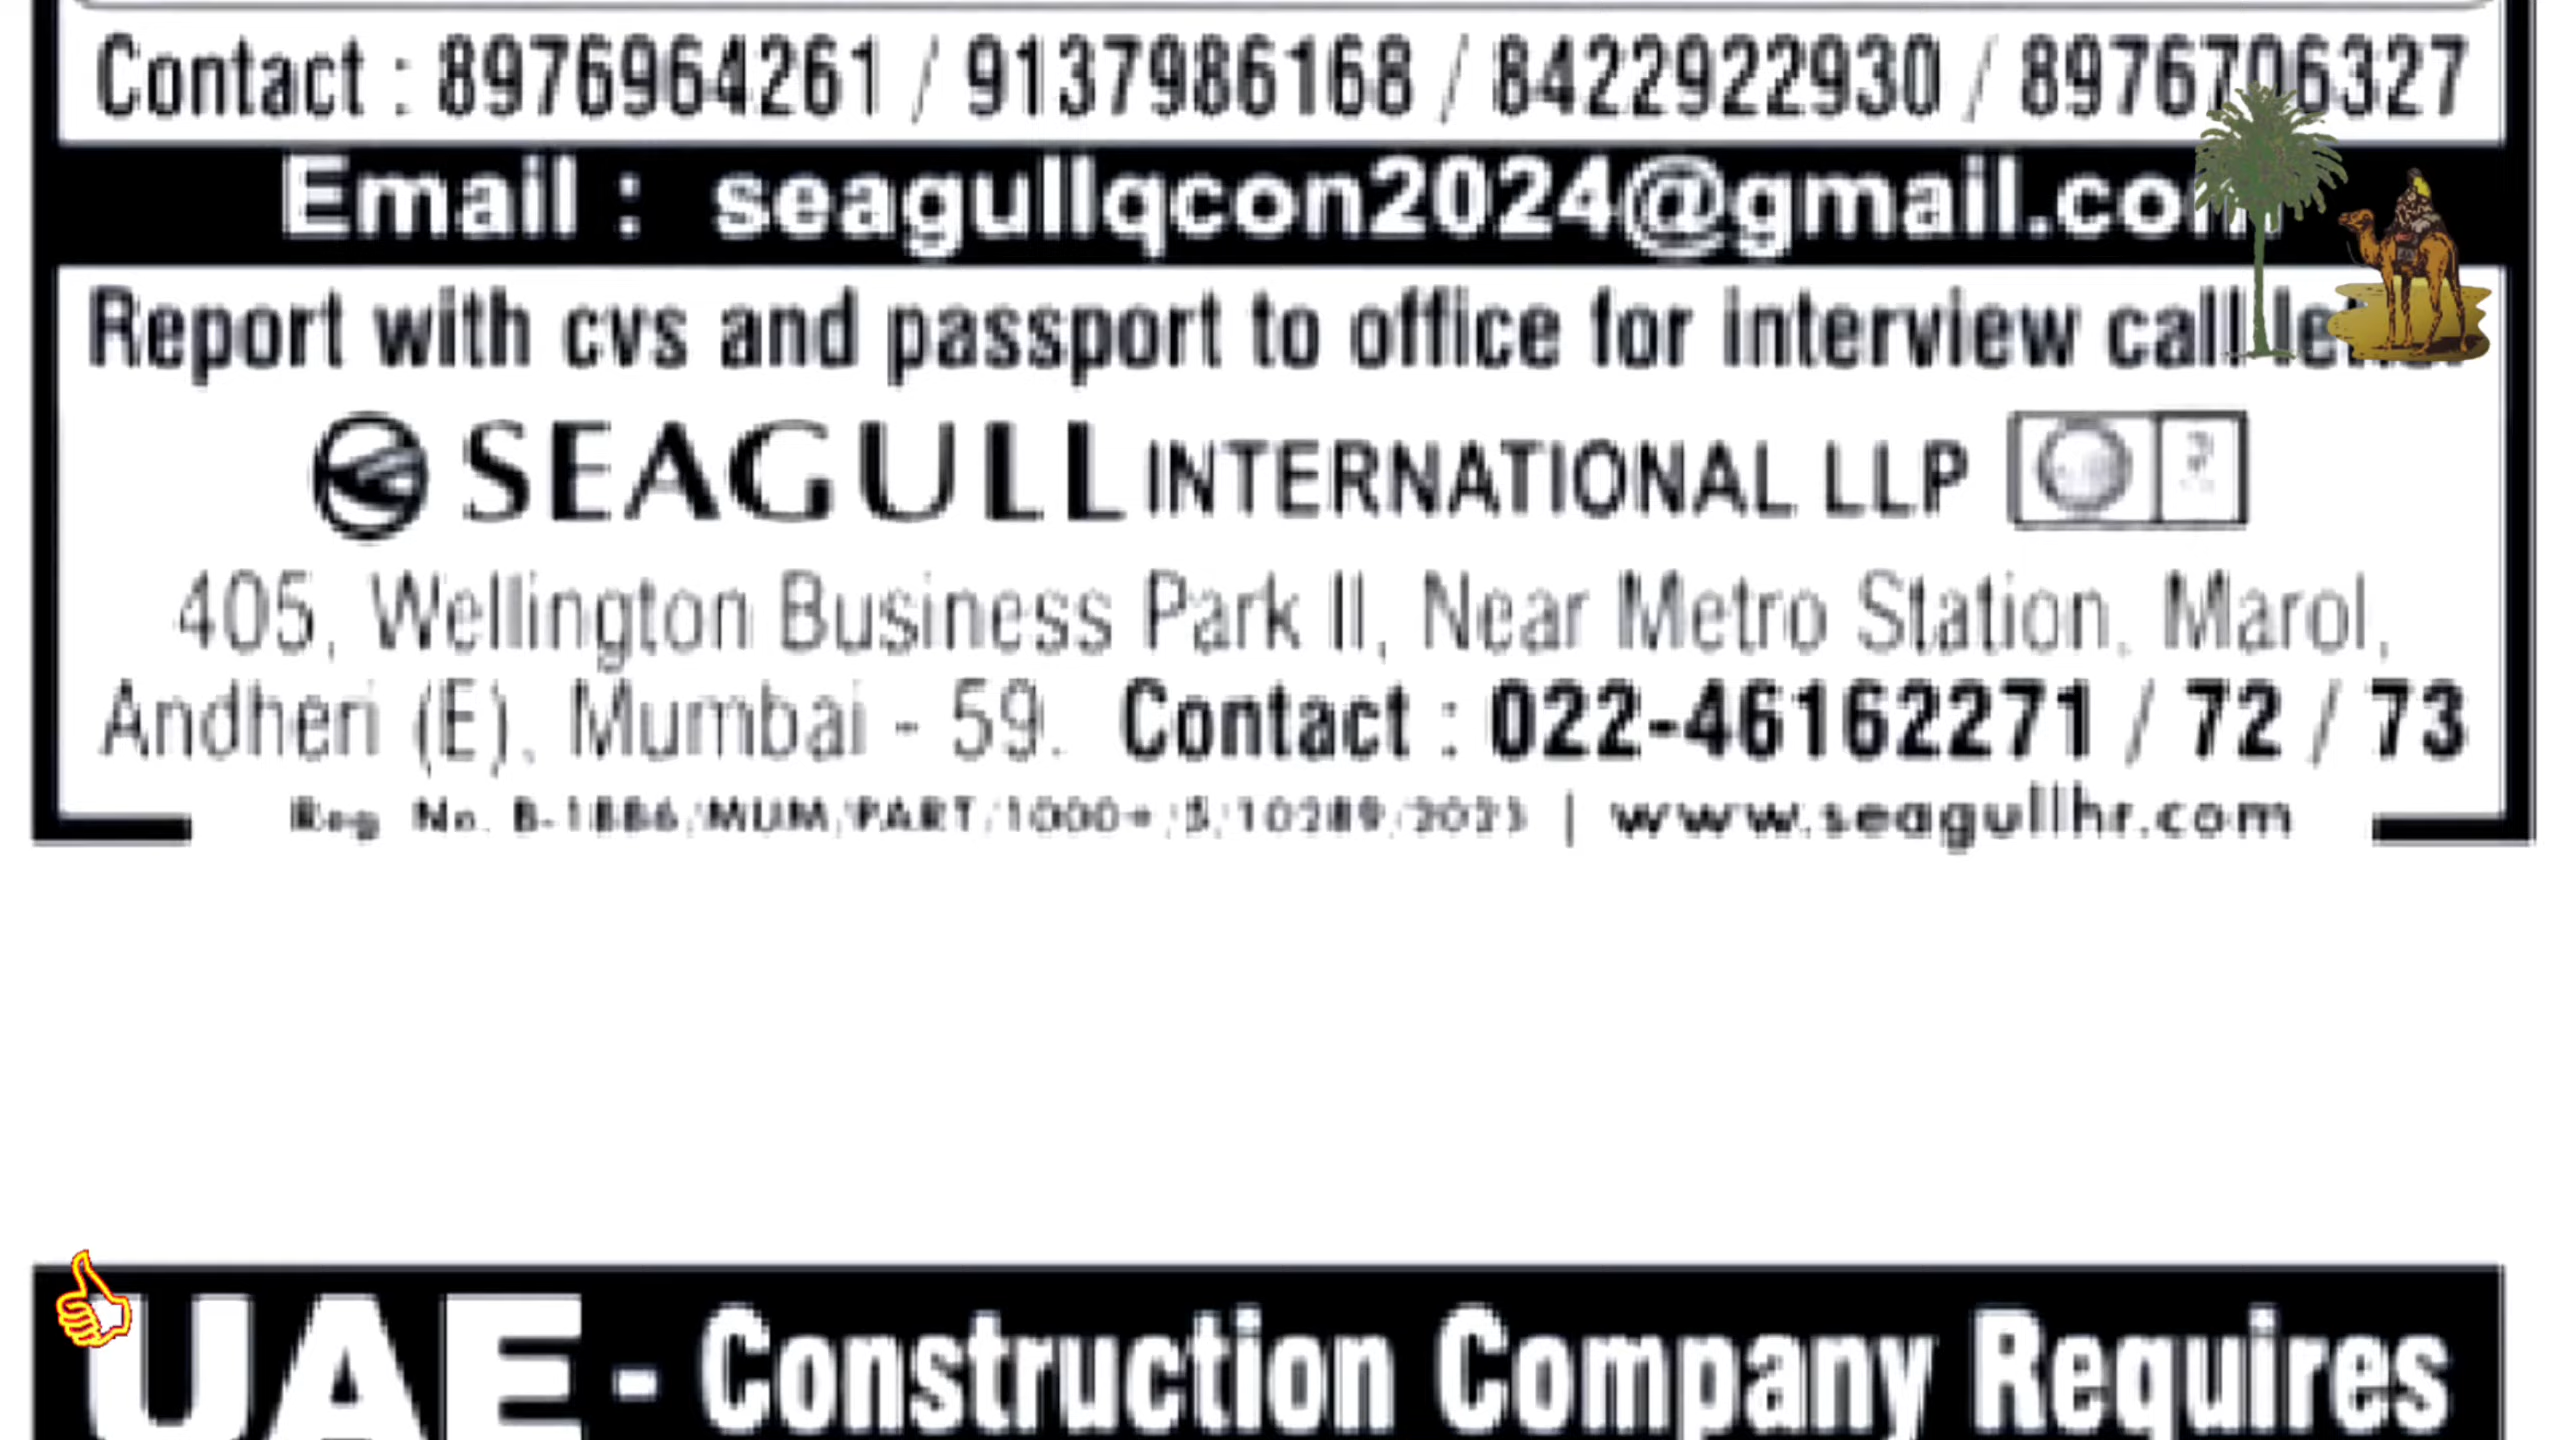 Contact : 8976964261 / 9137986168 / 8422922930 / 8976706327
Email : seagullqcon2024@gmail.com
Report with cvs and passport to office for interview call
SEAGULL INTERNATIONAL LLP
405, Wellington Business Park II, Near Metro Station, Marol,
Andheri (E), Mumbai - 59. Contact : 022-46162271 / 72 / 73
Reg. No. | www.seagullhr.com
UAE - Construction Company Requires